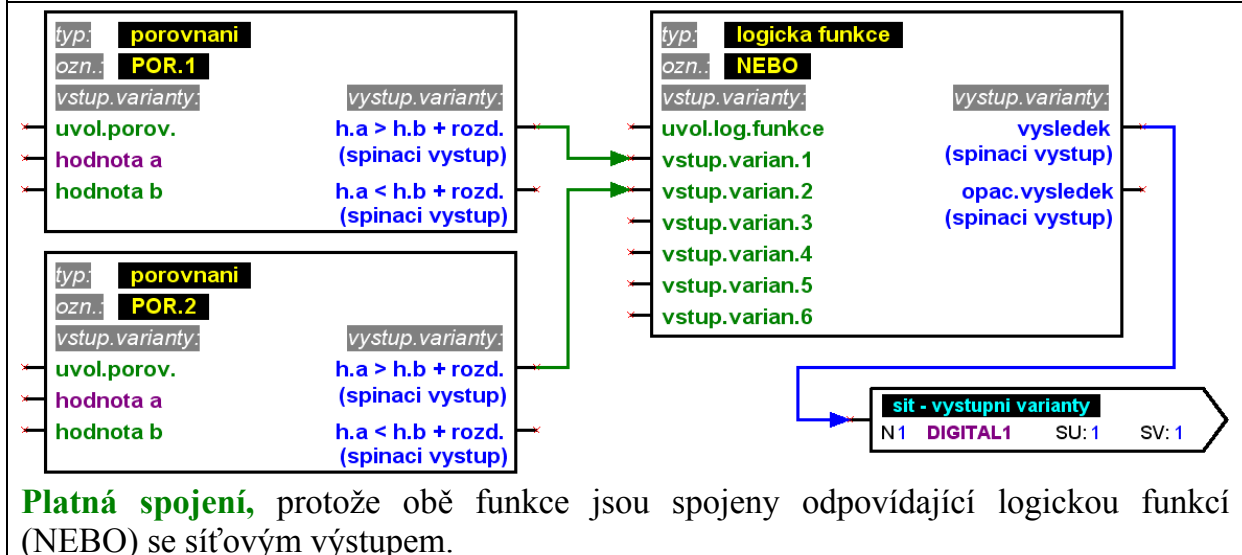 typ: porovnani
ozn.: POR.1
vstup.varianty: vystup.varianty:
uvol.porov. h.a > h.b + rozd.
hodnota a (spinaci vystup)
hodnota b h.a < h.b + rozd.
(spinaci vystup)
typ: porovnani
ozn.: POR.2
vstup.varianty: vystup.varianty:
uvol.porov. h.a > h.b + rozd.
hodnota a (spinaci vystup)
hodnota b h.a < h.b + rozd.
(spinaci vystup)
typ: logicka funkce
ozn.: NEBO
vstup.varianty: vystup.varianty:
uvol.log.funkce vysledek
vstup.varian.1 (spinaci vystup)
vstup.varian.2 opac.vysledek
vstup.varian.3 (spinaci vystup)
vstup.varian.4
vstup.varian.5
vstup.varian.6
sit - vystupni varianty
N1 DIGITAL1 SU: 1 SV: 1
Platná spojení, protože obě funkce jsou spojeny odpovídající logickou funkcí
(NEBO) se síťovým výstupem.